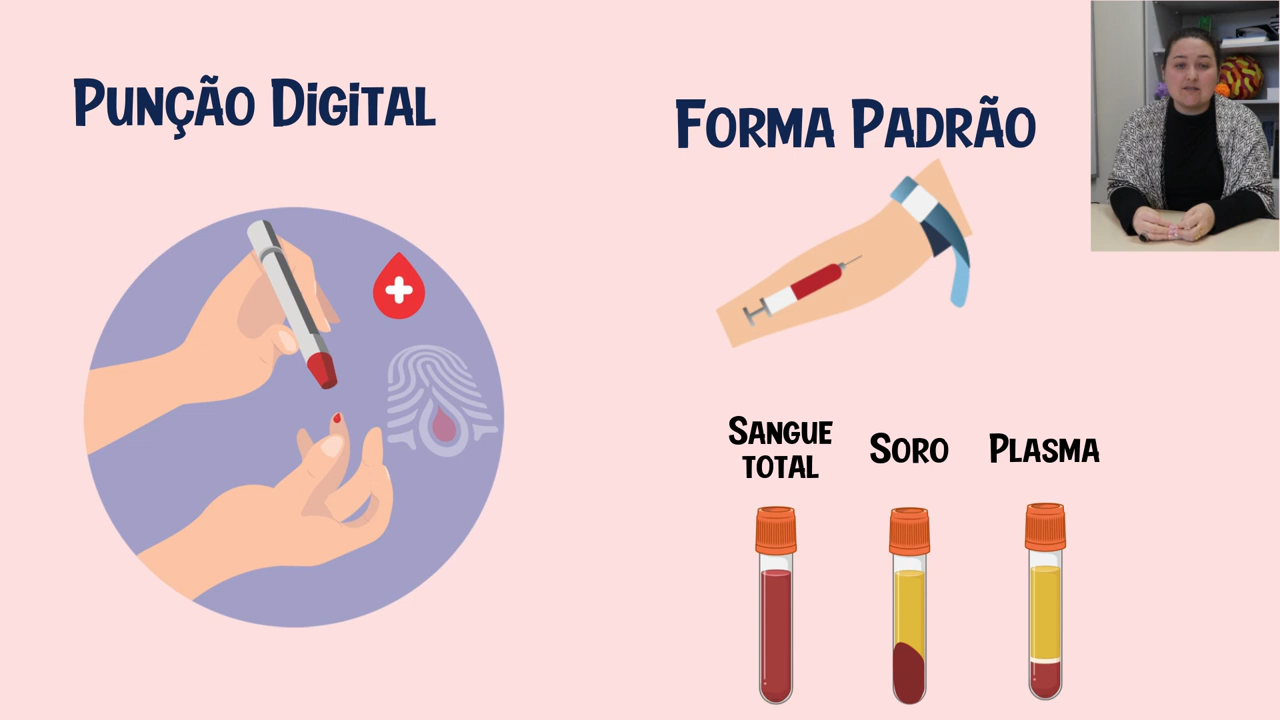 Punção Digital
Forma Padrão
Sangue
total
Soro
Plasma